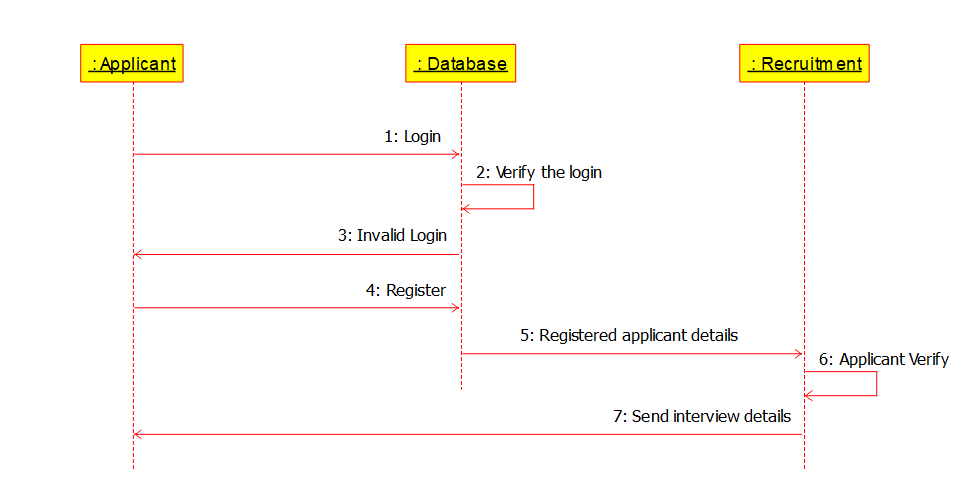 : Applicant
: Database
: Recruitment
1: Login
2: Verify the login
3: Invalid Login
4: Register
5: Registered applicant details
6: Applicant Verify
7: Send interview details